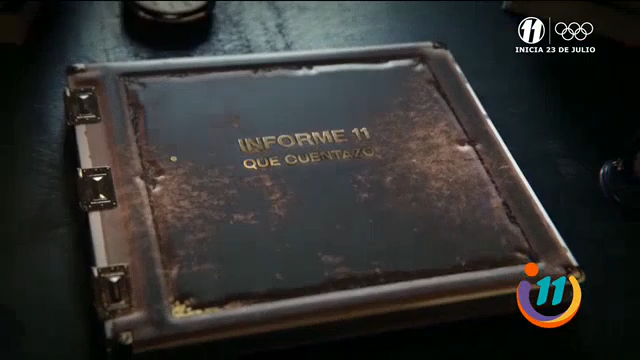 11
INICIA 23 DE JULIO
INFORME 11
QUE CUENTAZO
11